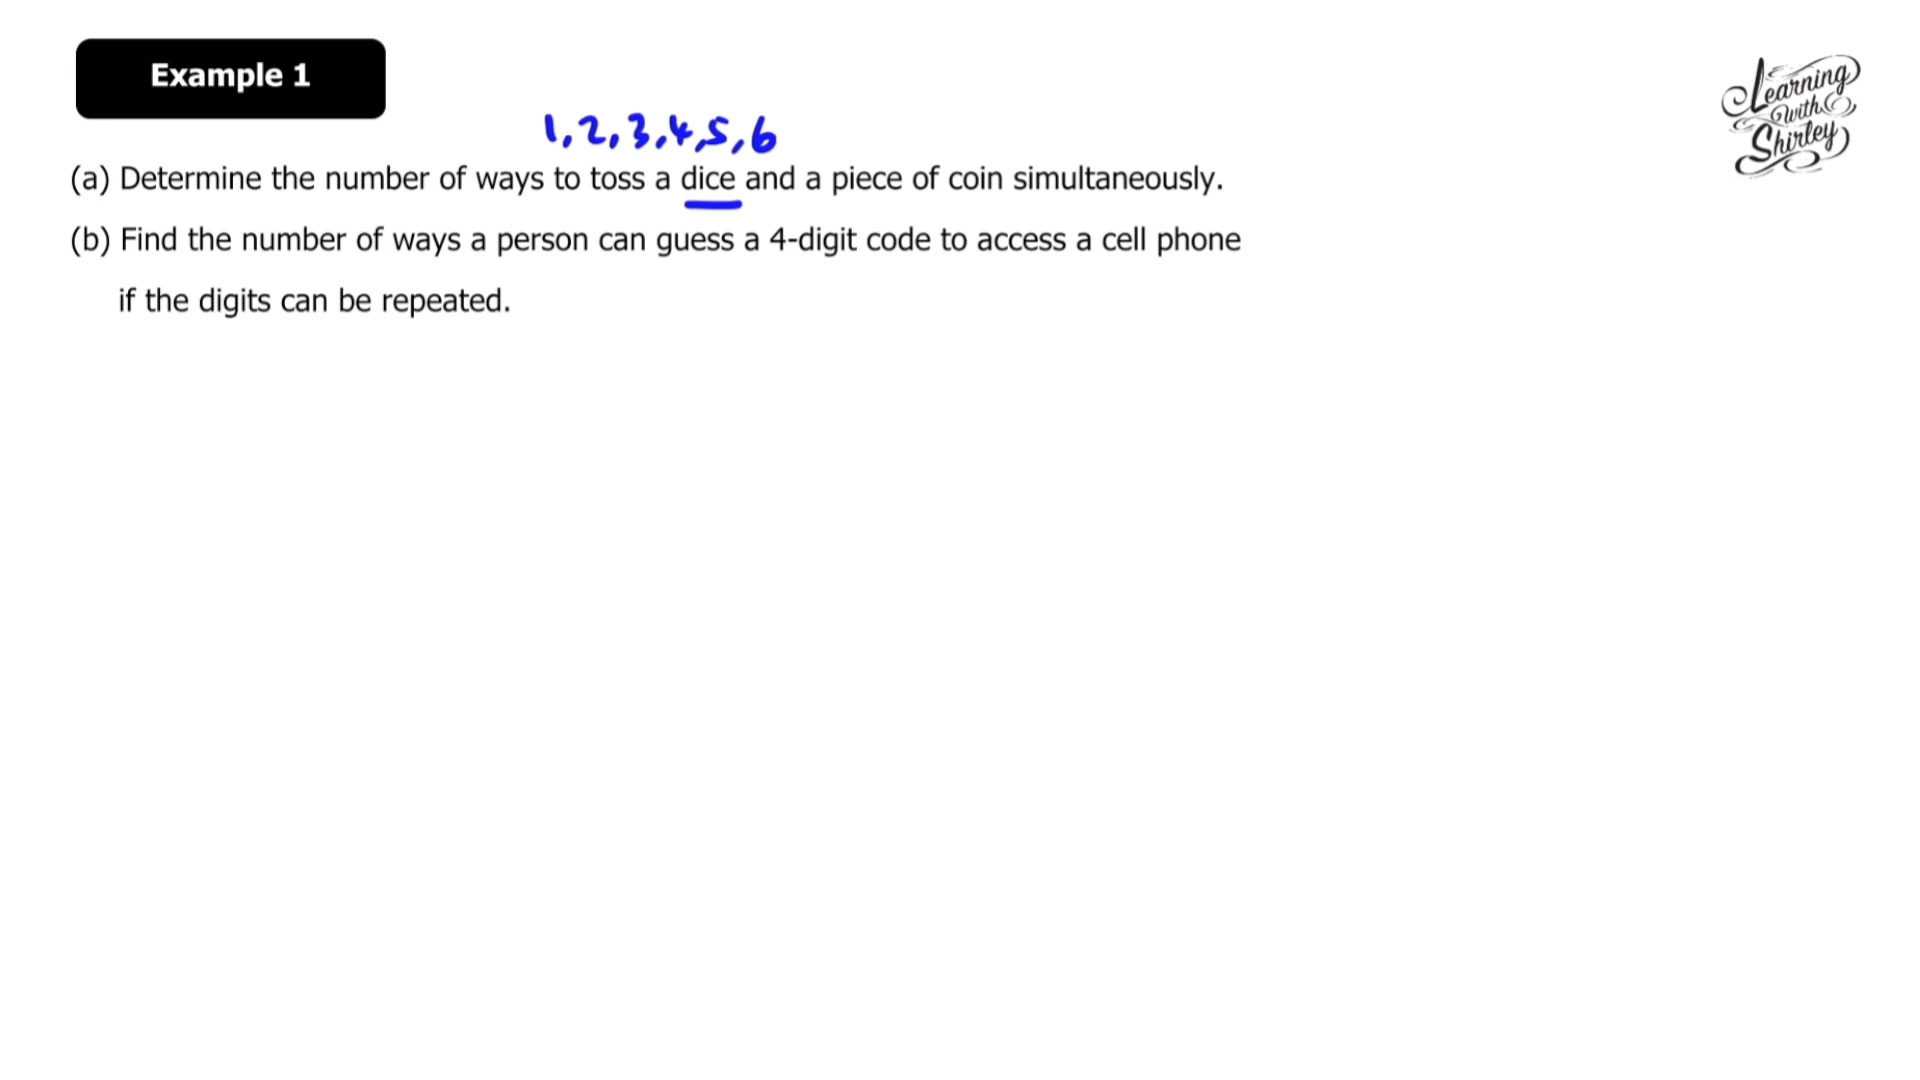 Example 1
Learning
with
Shirley
1, 2, 3, 4, 5, 6
(a) Determine the number of ways to toss a dice and a piece of coin simultaneously.
(b) Find the number of ways a person can guess a 4-digit code to access a cell phone
if the digits can be repeated.